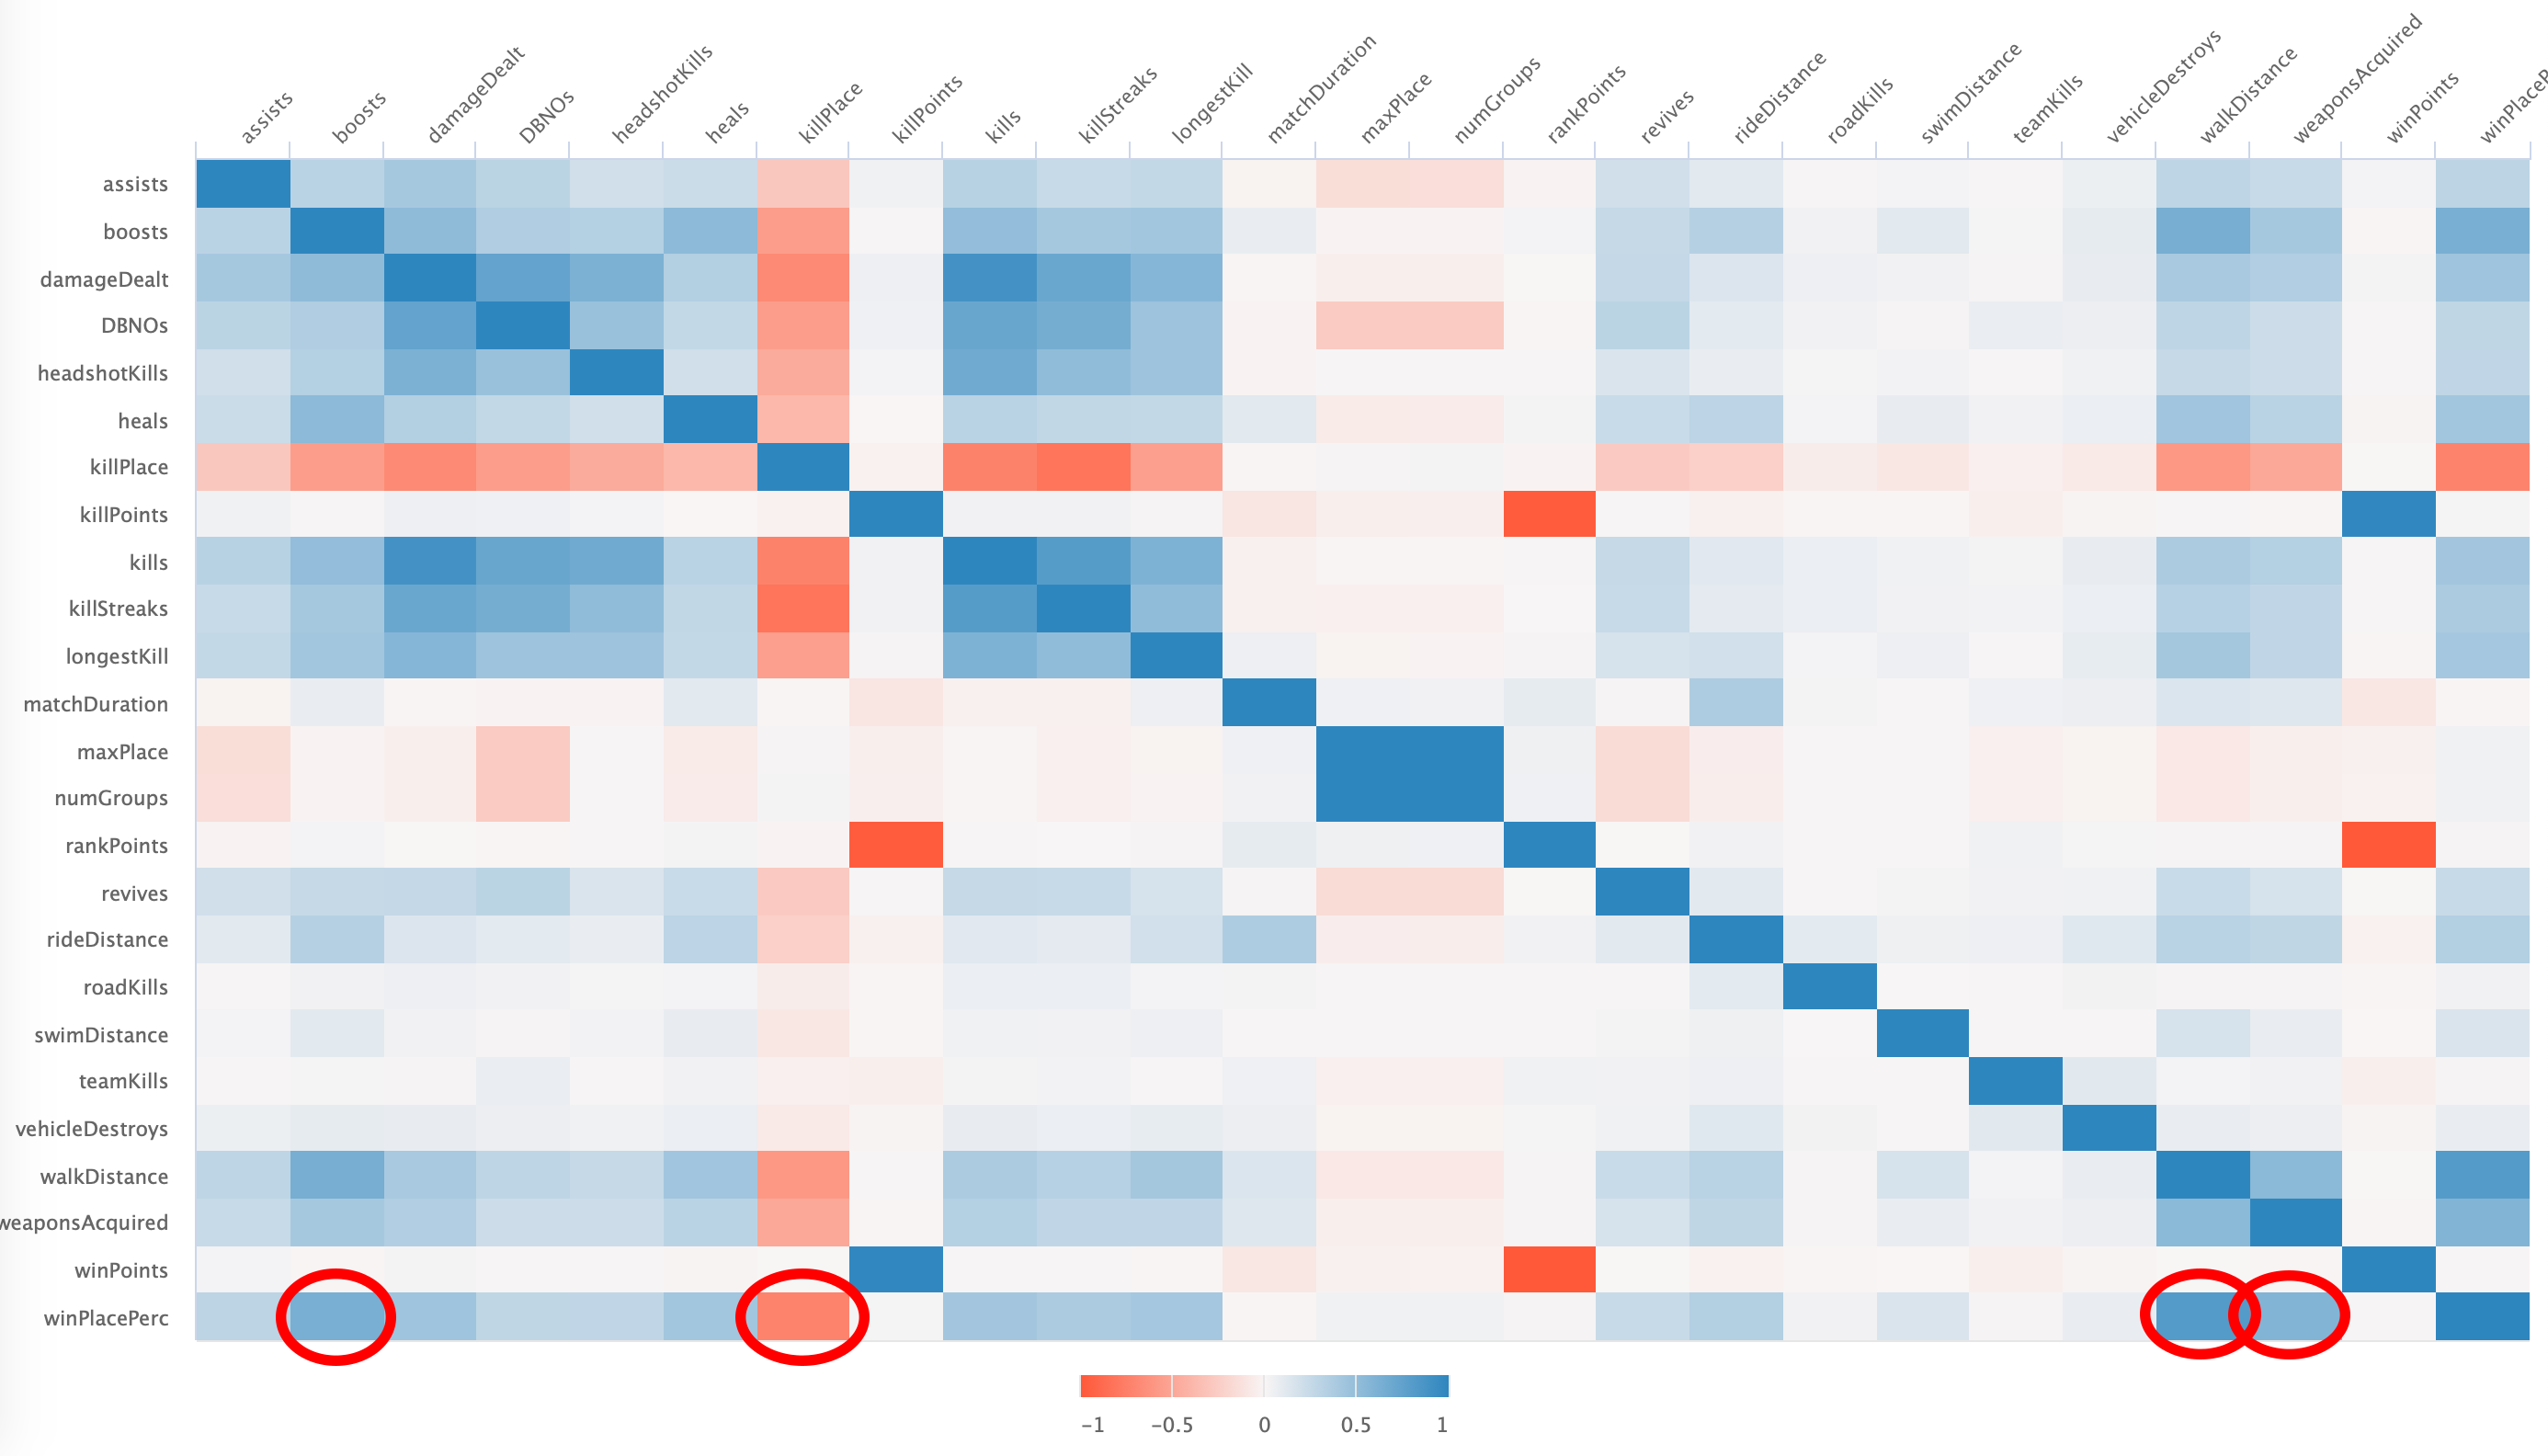 assists
boosts
damageDealt
DBNOs
headshotKills
heals
killPlace
killPoints
kills
killStreaks
longestKill
matchDuration
maxPlace
numGroups
rankPoints
revives
rideDistance
roadKills
swimDistance
teamKills
vehicleDestroys
walkDistance
weaponsAcquired
winPoints
winPlaceP
assists
boosts
damageDealt
DBNOs
headshotKills
heals
killPlace
killPoints
kills
killStreaks
longestKill
matchDuration
maxPlace
numGroups
rankPoints
revives
rideDistance
roadKills
swimDistance
teamKills
vehicleDestroys
walkDistance
weaponsAcquired
winPoints
winPlacePerc
-1 -0.5 0 0.5 1